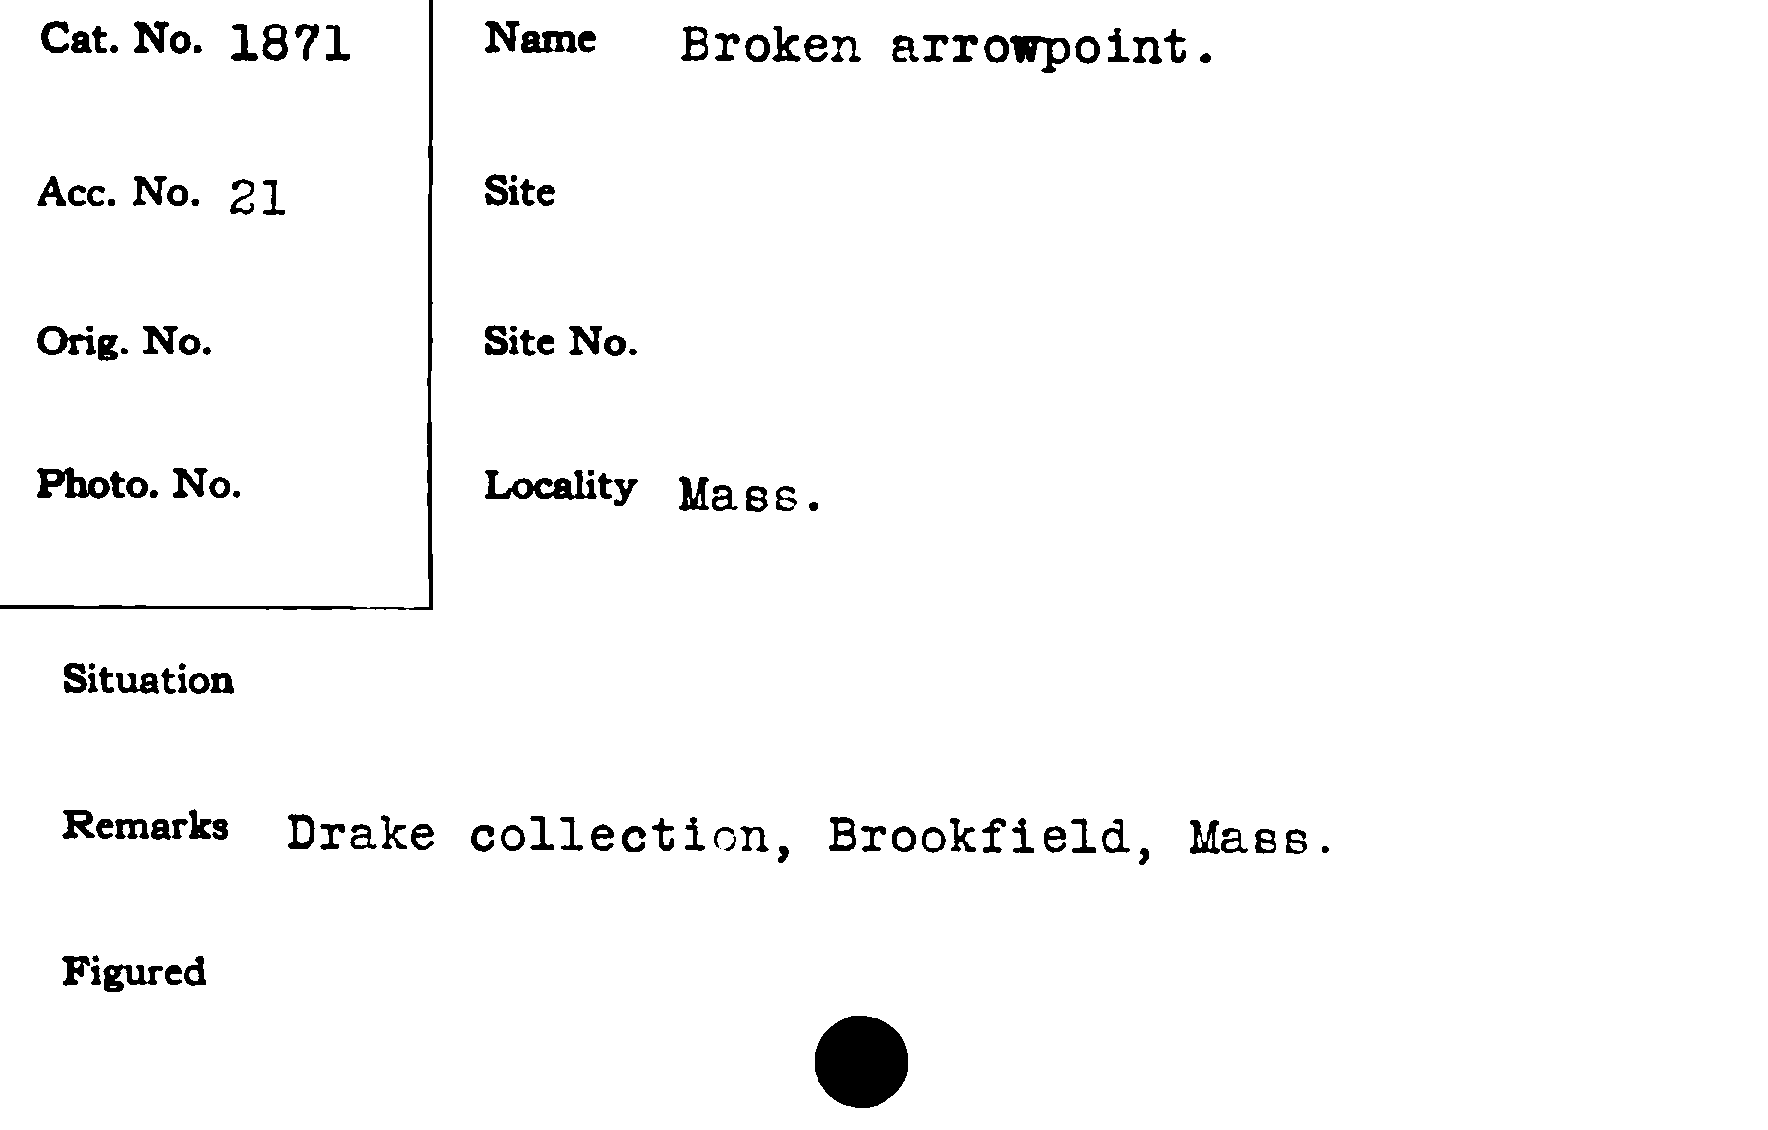 Cat. No. 1871
Name Broken arrowpoint.
Acc. No. 21
Site
Orig. No.
Site No.
Photo. No.
Locality Mass.
Situation
Remarks Drake collection, Brookfield, Mass.
Figured